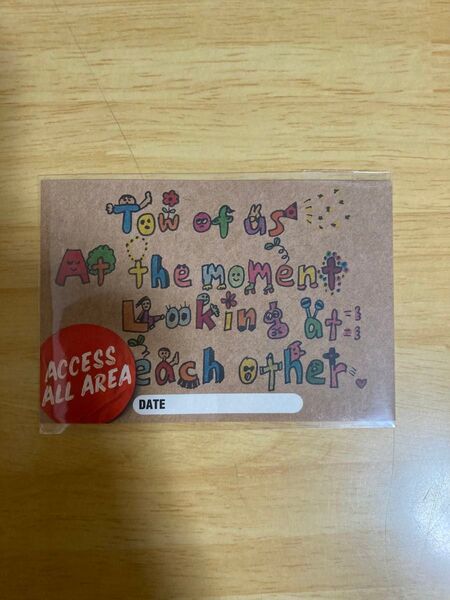 Tow of us
At the moment
Looking at
each other.
ACCESS
ALL AREA
DATE